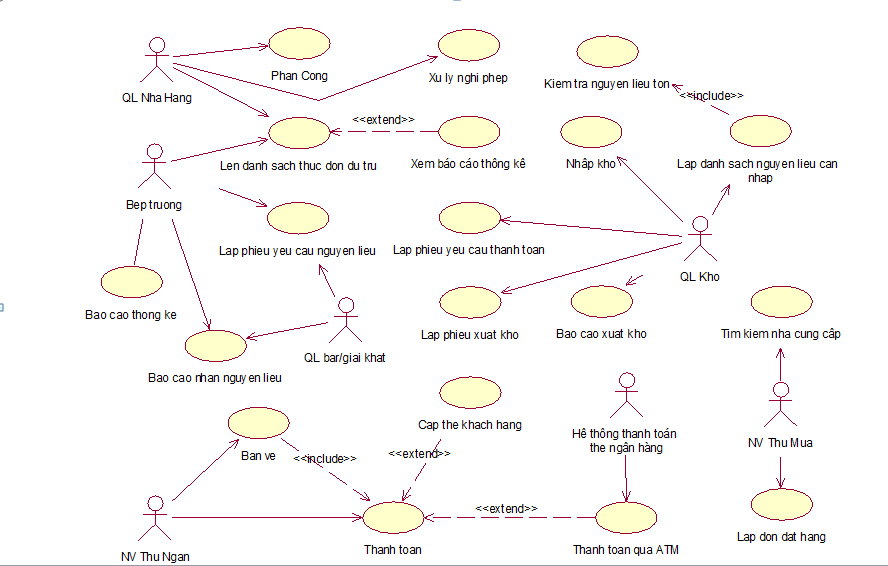 Phan Cong
Xu ly nghi phep
Kiem tra nguyen lieu ton
QL Nha Hang
<<include>>
<<extend>>
Len danh sach thuc don du tru
Xem báo cáo thông kê
Nhâp kho
Lap danh sach nguyen lieu can
nhap
Bep truong
Lap phieu yeu cau nguyen lieu
Lap phieu yeu cau thanh toan
QL Kho
Bao cao thong ke
Lap phieu xuat kho
Bao cao xuat kho
Tim kiem nha cung câp
QL bar/giai khat
Bao cao nhan nguyen lieu
Cap the khach hang
Hê thông thanh toán
the ngân hàng
NV Thu Mua
Ban ve
<<include>>
<<extend>>
<<extend>>
Lap don dat hang
NV Thu Ngan
Thanh toan
Thanh toan qua ATM